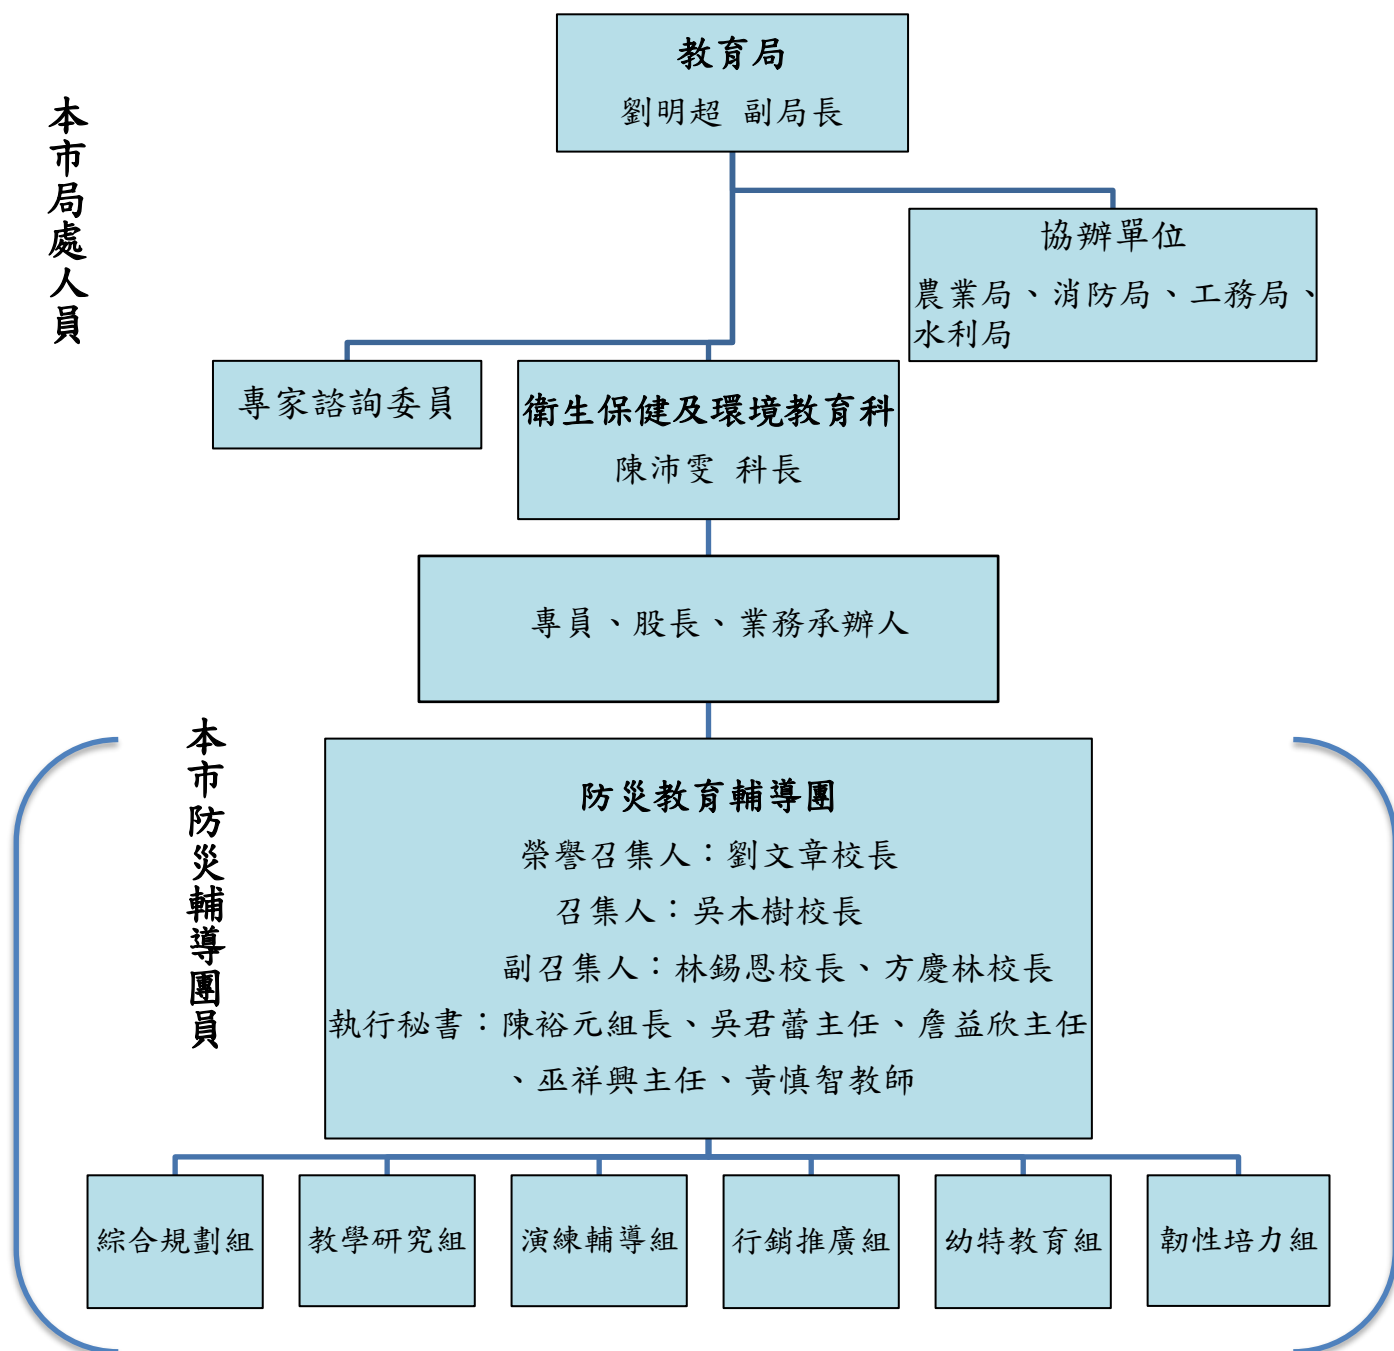 教育局
劉明超 副局長
本市局處人員
協辦單位
農業局、消防局、工務局、
水利局
專家諮詢委員
衛生保健及環境教育科
陳沛雯 科長
專員、股長、業務承辦人
本市防災輔導團員
防災教育輔導團
榮譽召集人：劉文章校長
召集人：吳木樹校長
副召集人：林錫恩校長、方慶林校長
執行秘書：陳裕元組長、吳君蕾主任、詹益欣主任
、巫祥興主任、黃慎智教師
綜合規劃組
教學研究組
演練輔導組
行銷推廣組
幼特教育組
韌性培力組